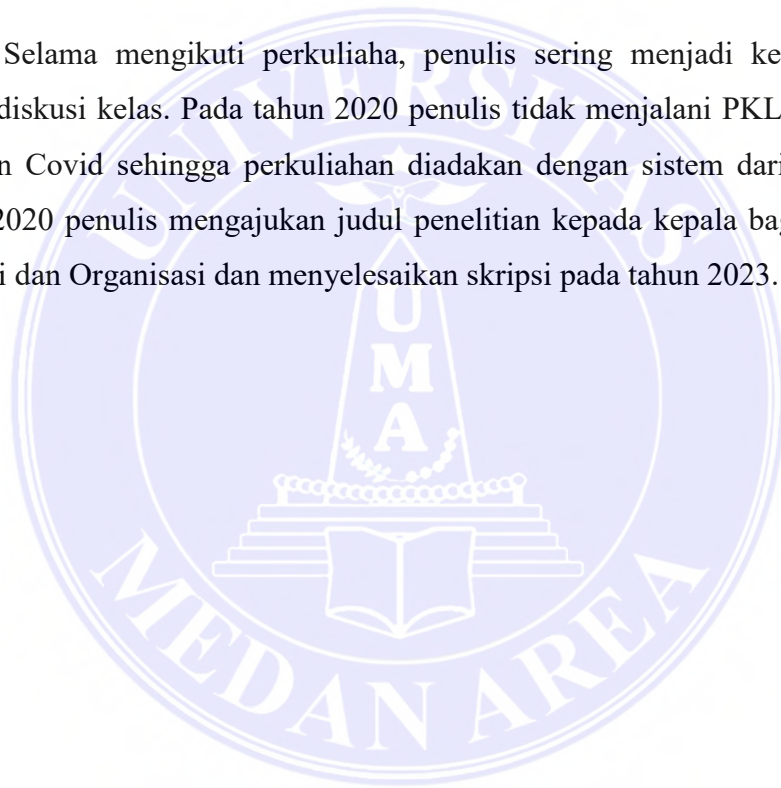 Selama mengikuti perkuliaha, penulis sering menjadi ke
diskusi kelas. Pada tahun 2020 penulis tidak menjalani PKL
n Covid sehingga perkuliahan diadakan dengan sistem dari
2020 penulis mengajukan judul penelitian kepada kepala bag
i dan Organisasi dan menyelesaikan skripsi pada tahun 2023.
UNIVERSITAS
UMA
MEDAN AREA